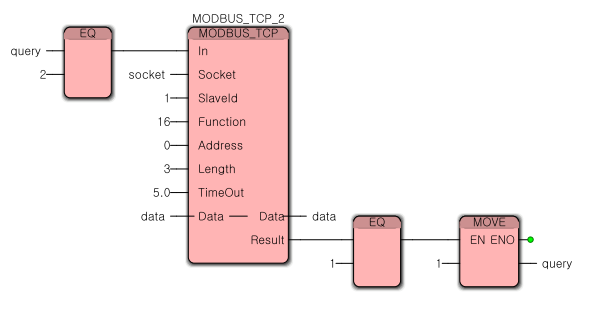 MODBUS_TCP_2
EQ
MODBUS_TCP
query
In
2
socket
Socket
1
SlaveId
16
Function
0
Address
3
Length
5.0
TimeOut
data
Data
Data
data
Result
EQ
MOVE
EN ENO
1
1
query